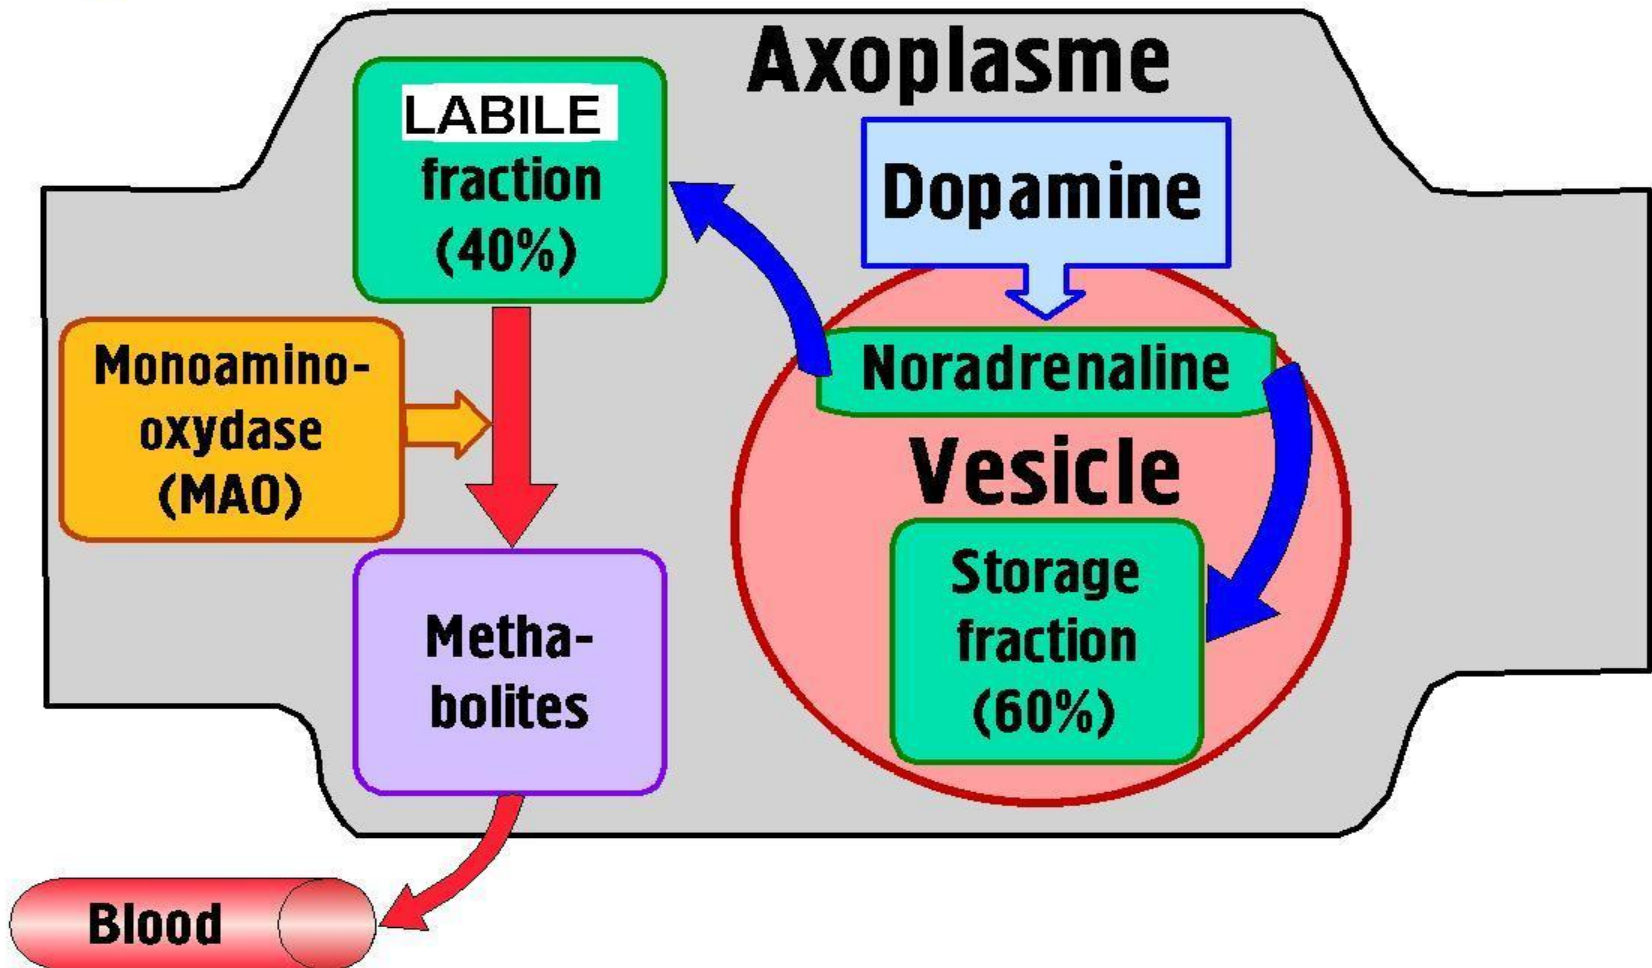 Axoplasme
LABILE
fraction
(40%)
Dopamine
Monoamino-
oxydase
(MAO)
Noradrenaline
Vesicle
Storage
fraction
(60%)
Metha-
bolites
Blood